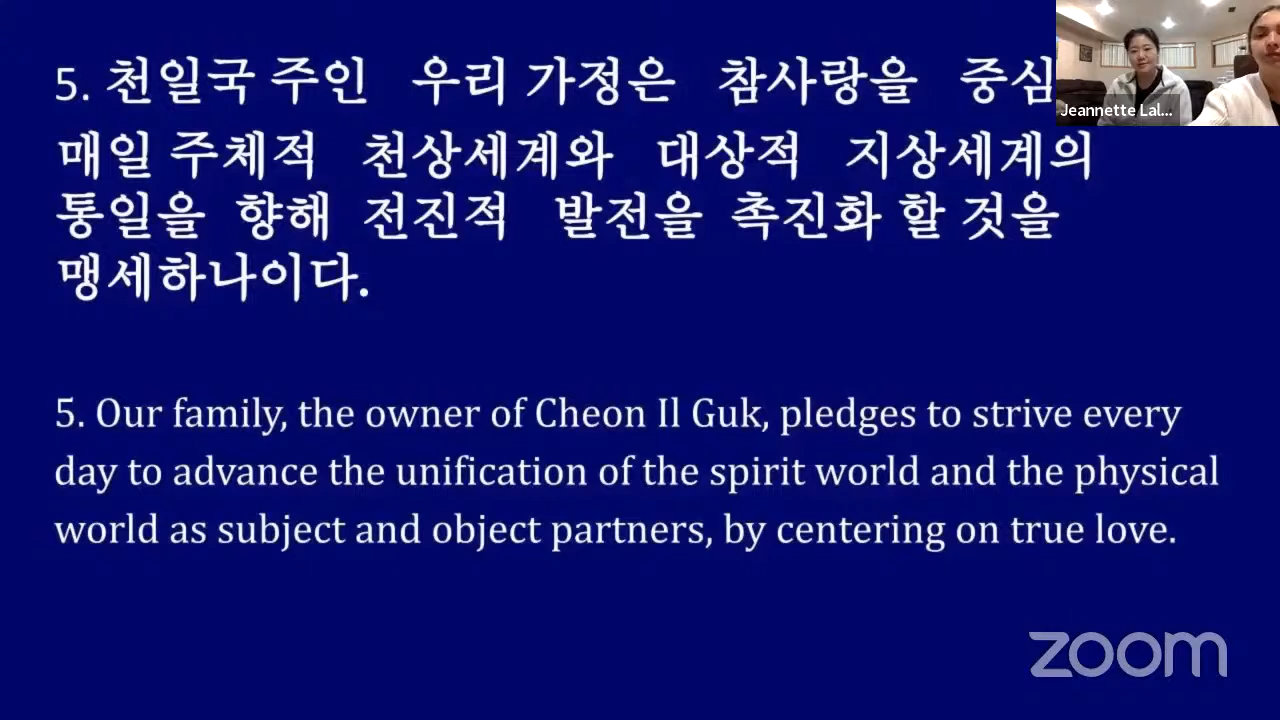 5. 천일국 주인 우리 가정은 참사랑을 중심
매일 주체적 천상세계와 대상적 지상세계의
통일을 향해 전진적 발전을 촉진화 할 것을
맹세하나이다.
5. Our family, the owner of Cheon Il Guk, pledges to strive every
day to advance the unification of the spirit world and the physical
world as subject and object partners, by centering on true love.
Jeannette Lal...
zoom